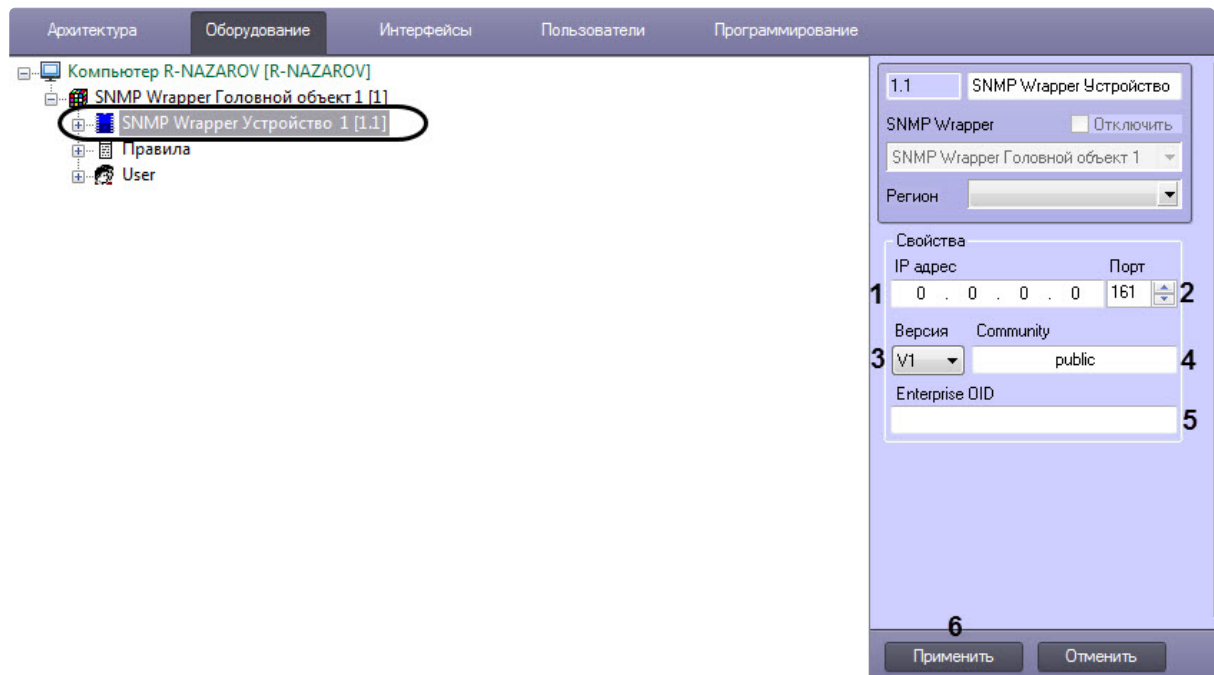 Архитектура Оборудование Интерфейсы Пользователи Программирование
Компьютер R-NAZAROV [R-NAZAROV]
SNMP Wrapper Головной объект 1 [1]
SNMP Wrapper Устройство 1 [1.1]
Правила
User
1.1 SNMP Wrapper Устройство
SNMP Wrapper Отключить
SNMP Wrapper Головной объект 1
Регион
Свойства
IP адрес Порт
1 0 . 0 . 0 . 0 161 2
Версия Community
3 V1 public 4
Enterprise OID
5
6
Применить Отменить